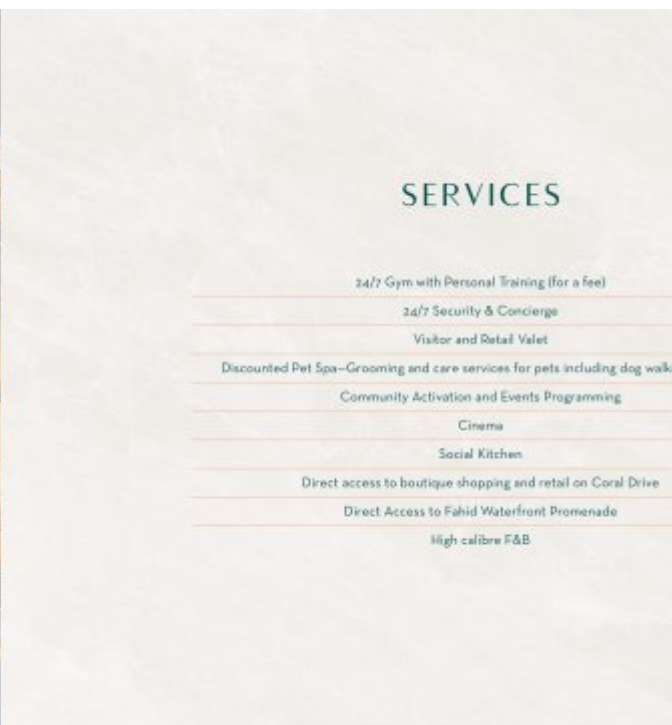 SERVICES
24/7 Gym with Personal Training (for a fee)
24/7 Security & Concierge
Visitor and Retail Valet
Discounted Pet Spa–Grooming and care services for pets including dog walk
Community Activation and Events Programming
Cinema
Social Kitchen
Direct access to boutique shopping and retail on Coral Drive
Direct Access to Fahid Waterfront Promenade
High calibre F&B